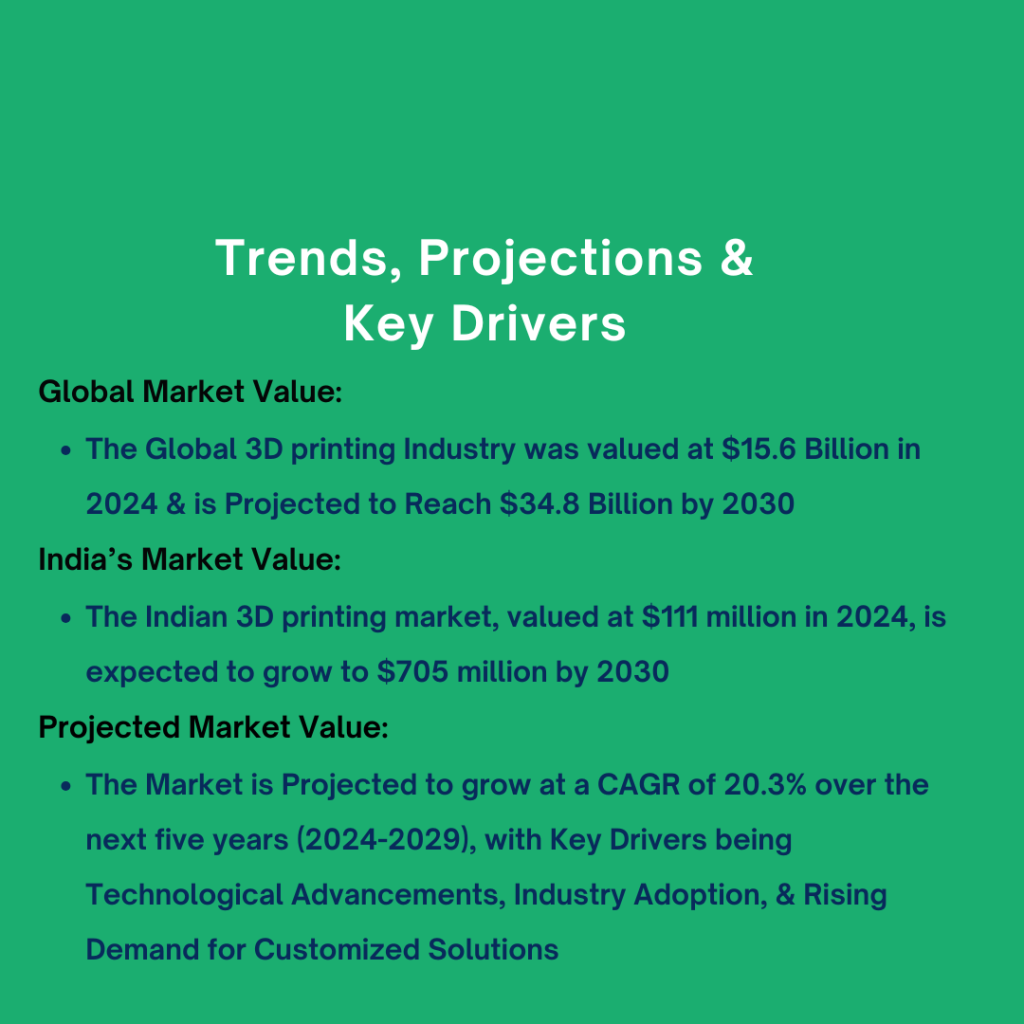 Trends, Projections &
Key Drivers
Global Market Value:
• The Global 3D printing Industry was valued at $15.6 Billion in
2024 & is Projected to Reach $34.8 Billion by 2030
India’s Market Value:
• The Indian 3D printing market, valued at $111 million in 2024, is
expected to grow to $705 million by 2030
Projected Market Value:
• The Market is Projected to grow at a CAGR of 20.3% over the
next five years (2024-2029), with Key Drivers being
Technological Advancements, Industry Adoption, & Rising
Demand for Customized Solutions